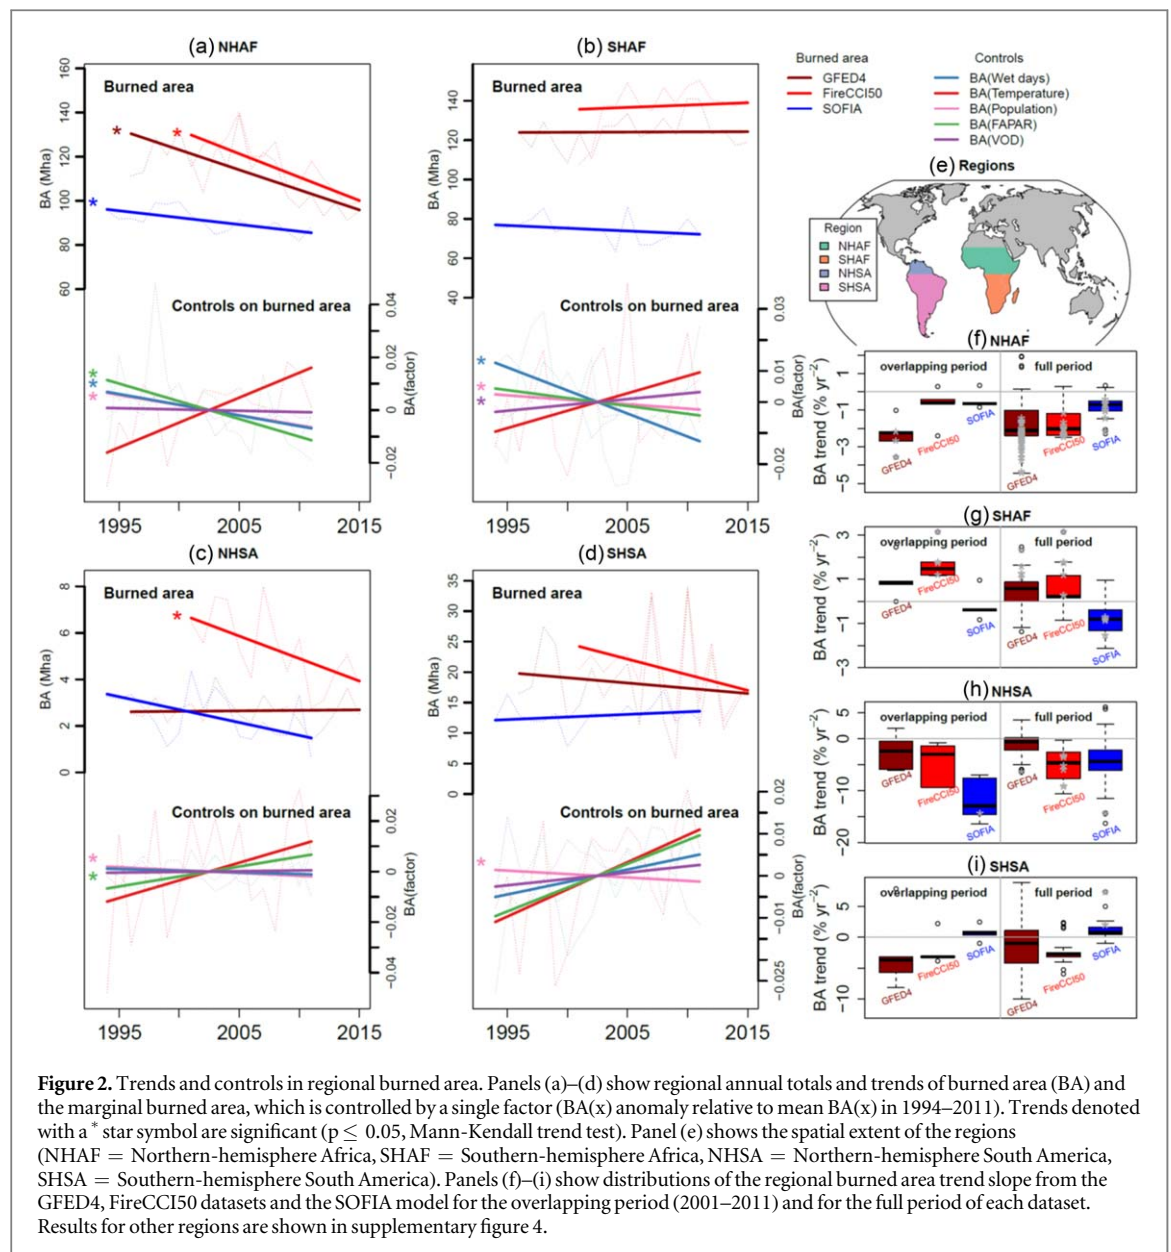 (a) NHAF
Burned area
BA (Mha)
160
140
120
100
80
60
*
*
*
Controls on burned area
BA(factor)
0.04
0.02
0
-0.02
*
*
*
1995
2005
2015
(b) SHAF
Burned area
BA (Mha)
140
120
100
80
60
40
Controls on burned area
BA(factor)
0.03
0.01
0
-0.02
*
*
*
1995
2005
2015
Burned area
GFED4
FireCCI50
SOFIA
Controls
BA(Wet days)
BA(Temperature)
BA(Population)
BA(FAPAR)
BA(VOD)
(e) Regions
Region
NHAF
SHAF
NHSA
SHSA
(c) NHSA
Burned area
BA (Mha)
8
6
4
2
0
*
Controls on burned area
BA(factor)
0.02
0
-0.02
-0.04
*
*
1995
2005
2015
(d) SHSA
Burned area
BA (Mha)
35
30
25
20
15
10
5
0
Controls on burned area
BA(factor)
0.02
0.01
0
-0.01
-0.025
*
1995
2005
2015
(f) NHAF
overlapping period
full period
BA trend (% yr⁻²)
1
-1
-3
-5
GFED4
FireCCI50
SOFIA
GFED4
FireCCI50
SOFIA
(g) SHAF
overlapping period
full period
BA trend (% yr⁻²)
3
1
-1
-3
GFED4
FireCCI50
SOFIA
GFED4
FireCCI50
SOFIA
(h) NHSA
overlapping period
full period
BA trend (% yr⁻²)
5
0
-10
-20
GFED4
FireCCI50
SOFIA
GFED4
FireCCI50
SOFIA
(i) SHSA
overlapping period
full period
BA trend (% yr⁻²)
5
0
-10
GFED4
FireCCI50
SOFIA
GFED4
FireCCI50
SOFIA
Figure 2. Trends and controls in regional burned area. Panels (a)–(d) show regional annual totals and trends of burned area (BA) and
the marginal burned area, which is controlled by a single factor (BA(x) anomaly relative to mean BA(x) in 1994–2011). Trends denoted
with a * star symbol are significant (p ≤ 0.05, Mann-Kendall trend test). Panel (e) shows the spatial extent of the regions
(NHAF = Northern-hemisphere Africa, SHAF = Southern-hemisphere Africa, NHSA = Northern-hemisphere South America,
SHSA = Southern-hemisphere South America). Panels (f)–(i) show distributions of the regional burned area trend slope from the
GFED4, FireCCI50 datasets and the SOFIA model for the overlapping period (2001–2011) and for the full period of each dataset.
Results for other regions are shown in supplementary figure 4.